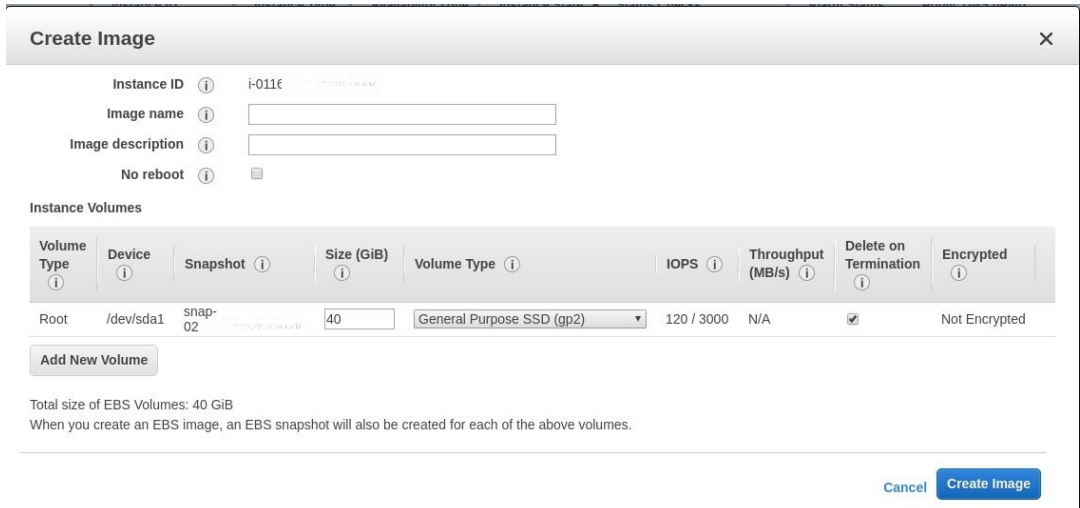 Create Image
Instance ID i i-0116
Image name i
Image description i
No reboot i
Instance Volumes
Volume Type i Device i Snapshot i Size (GiB) i Volume Type i IOPS i Throughput (MB/s) i Delete on Termination i Encrypted i
Root /dev/sda1 snap-02 40 General Purpose SSD (gp2) 120 / 3000 N/A Not Encrypted
Add New Volume
Total size of EBS Volumes: 40 GiB
When you create an EBS image, an EBS snapshot will also be created for each of the above volumes.
Cancel Create Image